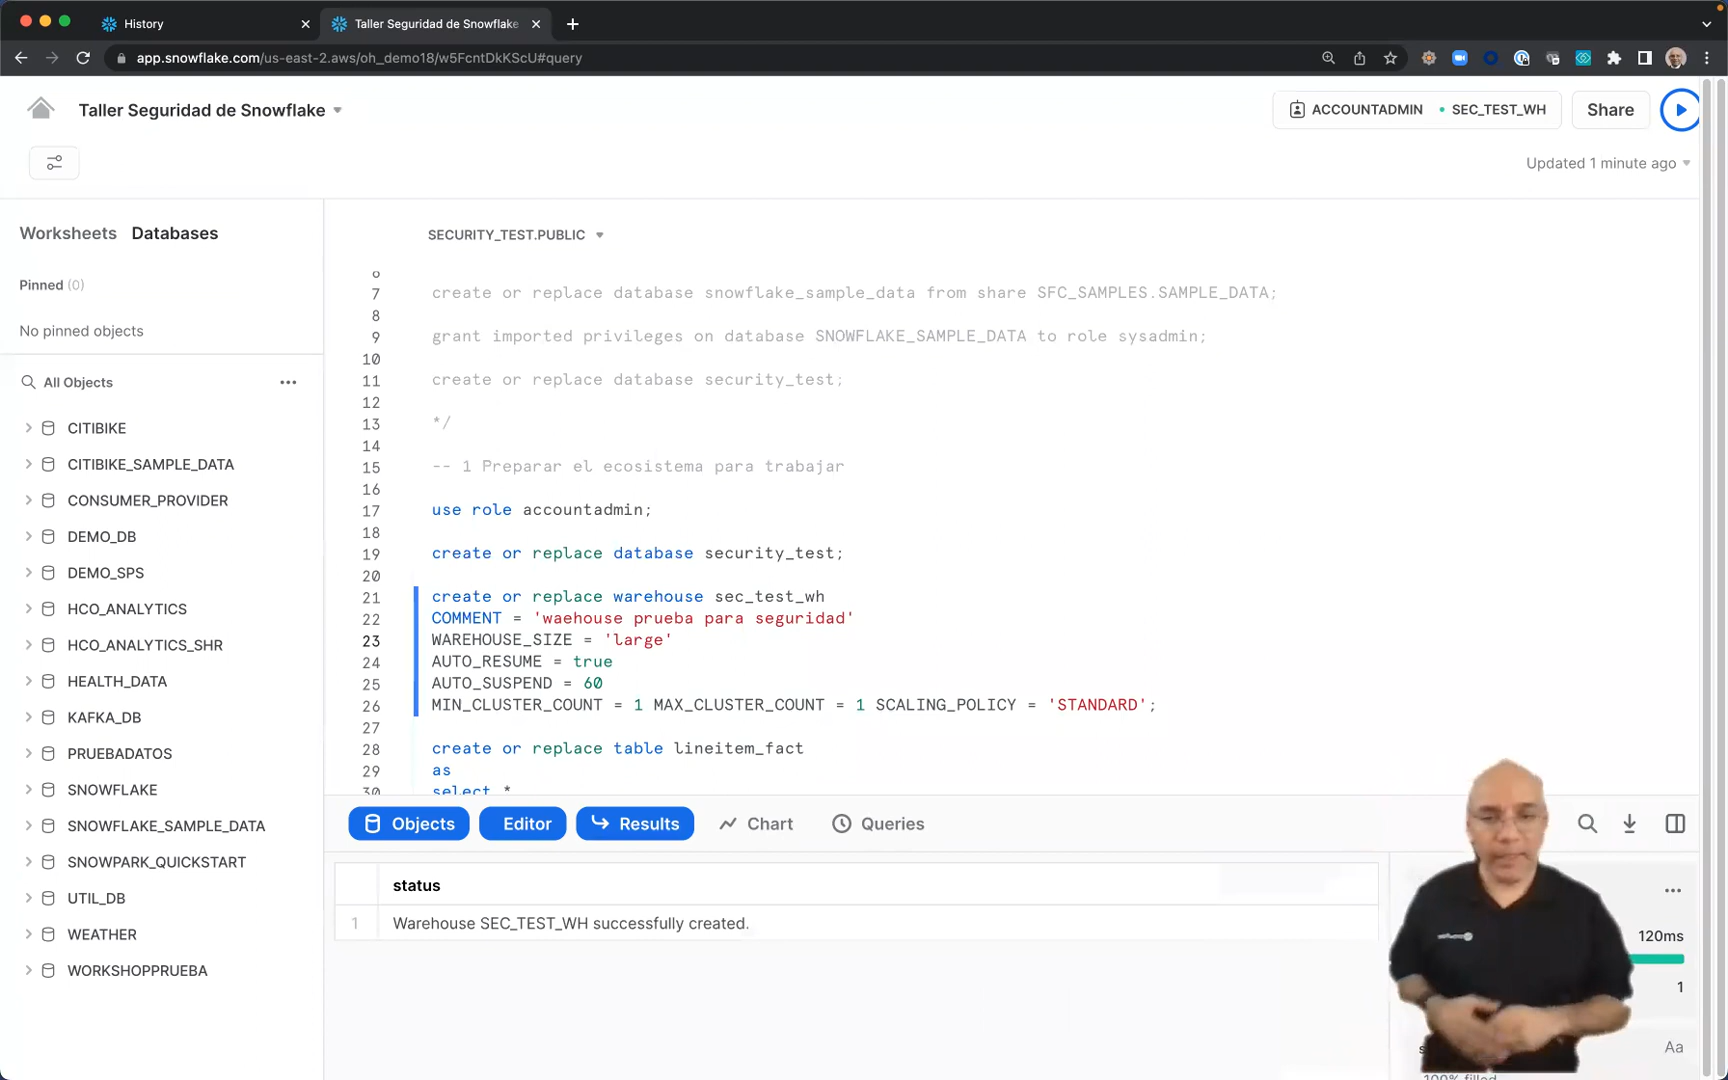 History
Taller Seguridad de Snowflake
app.snowflake.com/us-east-2.aws/oh_demo18/w5FcntDkKScU#query
Taller Seguridad de Snowflake
ACCOUNTADMIN
SEC_TEST_WH
Share
Updated 1 minute ago
Worksheets Databases
Pinned (0)
No pinned objects
All Objects
CITIBIKE
CITIBIKE_SAMPLE_DATA
CONSUMER_PROVIDER
DEMO_DB
DEMO_SPS
HCO_ANALYTICS
HCO_ANALYTICS_SHR
HEALTH_DATA
KAFKA_DB
PRUEBADATOS
SNOWFLAKE
SNOWFLAKE_SAMPLE_DATA
SNOWPARK_QUICKSTART
UTIL_DB
WEATHER
WORKSHOPPRUEBA
SECURITY_TEST.PUBLIC
6
7 create or replace database snowflake_sample_data from share SFC_SAMPLES.SAMPLE_DATA;
8
9 grant imported privileges on database SNOWFLAKE_SAMPLE_DATA to role sysadmin;
10
11 create or replace database security_test;
12
13 */
14
15 -- 1 Preparar el ecosistema para trabajar
16
17 use role accountadmin;
18
19 create or replace database security_test;
20
21 create or replace warehouse sec_test_wh
22 COMMENT = 'waehouse prueba para seguridad'
23 WAREHOUSE_SIZE = 'large'
24 AUTO_RESUME = true
25 AUTO_SUSPEND = 60
26 MIN_CLUSTER_COUNT = 1 MAX_CLUSTER_COUNT = 1 SCALING_POLICY = 'STANDARD';
27
28 create or replace table lineitem_fact
29 as
30 select *
Objects
Editor
Results
Chart
Queries
status
1 Warehouse SEC_TEST_WH successfully created.
120ms
1
Aa
100% filled